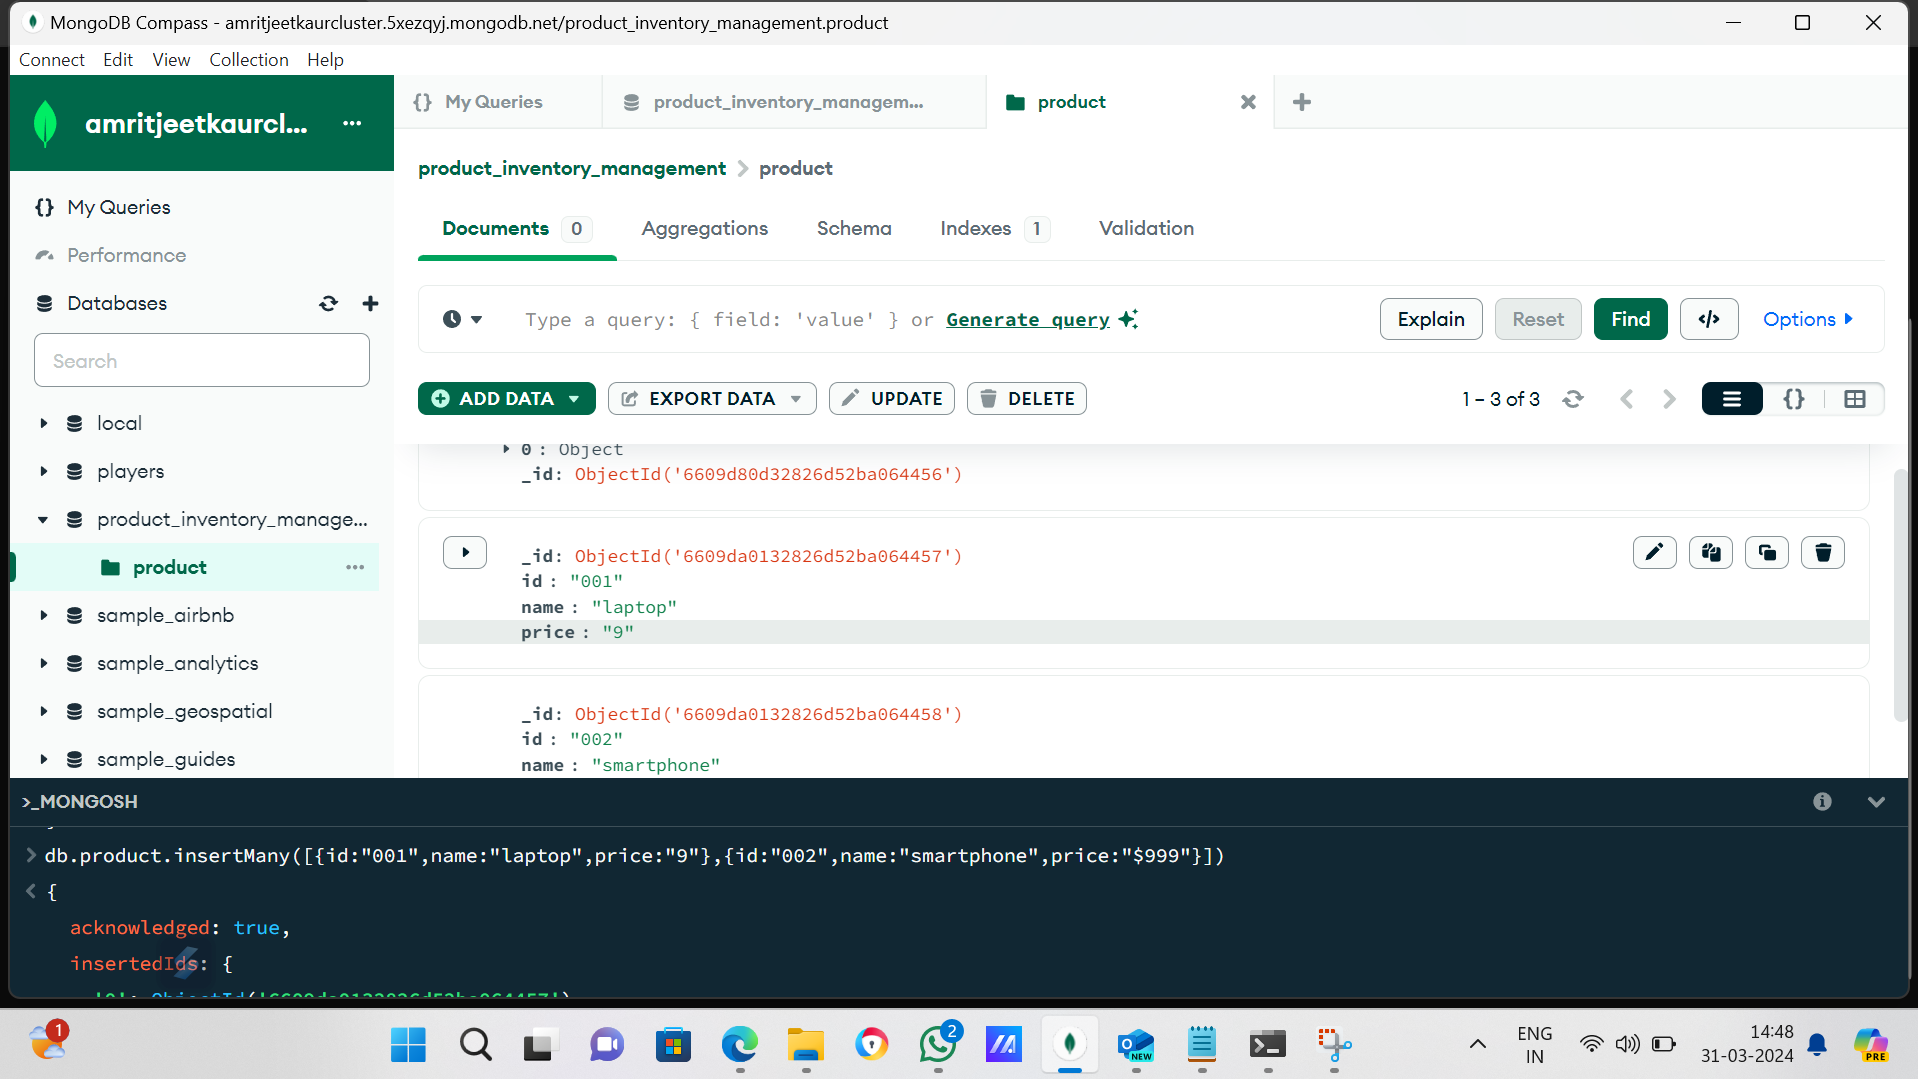 MongoDB Compass - amritjeetkaurcluster.5xezqyj.mongodb.net/product_inventory_management.product
Connect Edit View Collection Help
amritjeetkaurcl... ...
{} My Queries
product_inventory_managem...
product
product_inventory_management > product
My Queries
Performance
Databases
Search
local
players
product_inventory_manage...
product ...
sample_airbnb
sample_analytics
sample_geospatial
sample_guides
Documents 0 Aggregations Schema Indexes 1 Validation
Type a query: { field: 'value' } or Generate query
Explain Reset Find </> Options
ADD DATA EXPORT DATA UPDATE DELETE
1 – 3 of 3 {}
0 : Object
_id: ObjectId('6609d80d32826d52ba064456')
_id: ObjectId('6609da0132826d52ba064457')
id : "001"
name : "laptop"
price : "9"
_id: ObjectId('6609da0132826d52ba064458')
id : "002"
name : "smartphone"
>_MONGOSH
> db.product.insertMany([{id:"001",name:"laptop",price:"9"},{id:"002",name:"smartphone",price:"$999"}])
< {
acknowledged: true,
insertedIds: {
'0': ObjectId('6609da0132826d52ba064457')
1
2
NEW
ENG
IN
14:48
31-03-2024
PRE